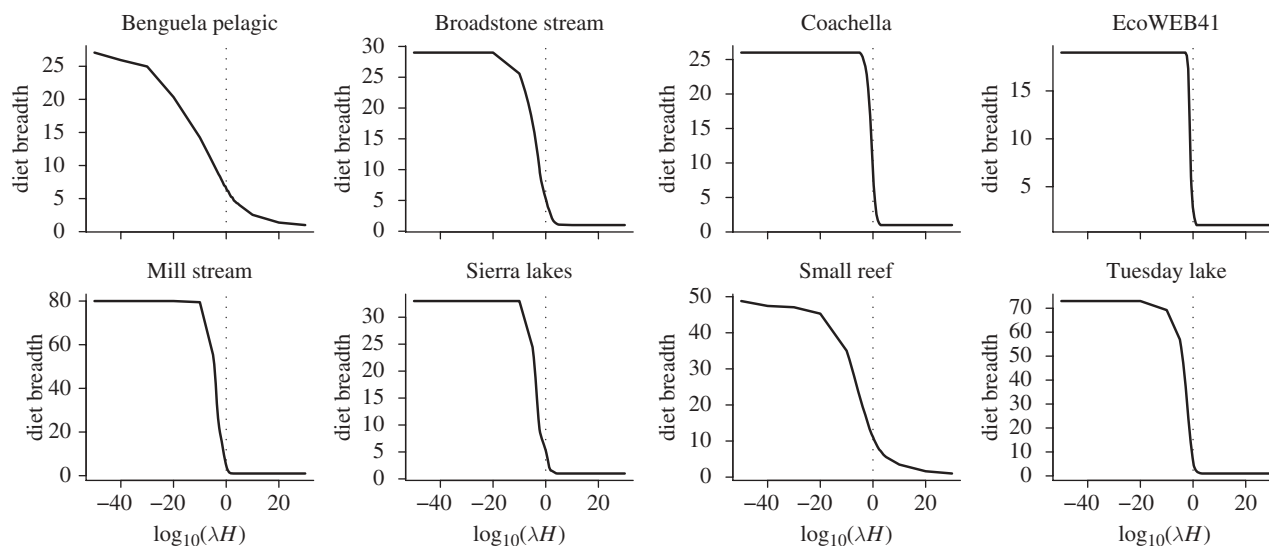 Benguela pelagic
Broadstone stream
Coachella
EcoWEB41
diet breadth
25
20
15
10
5
0
diet breadth
30
25
20
15
10
5
0
diet breadth
25
20
15
10
5
0
diet breadth
15
10
5
Mill stream
Sierra lakes
Small reef
Tuesday lake
diet breadth
80
60
40
20
0
diet breadth
30
25
20
15
10
5
0
diet breadth
50
40
30
20
10
0
diet breadth
70
60
50
40
30
20
10
0
−40 −20 0 20
−40 −20 0 20
−40 −20 0 20
−40 −20 0 20
log₁₀(λH)
log₁₀(λH)
log₁₀(λH)
log₁₀(λH)